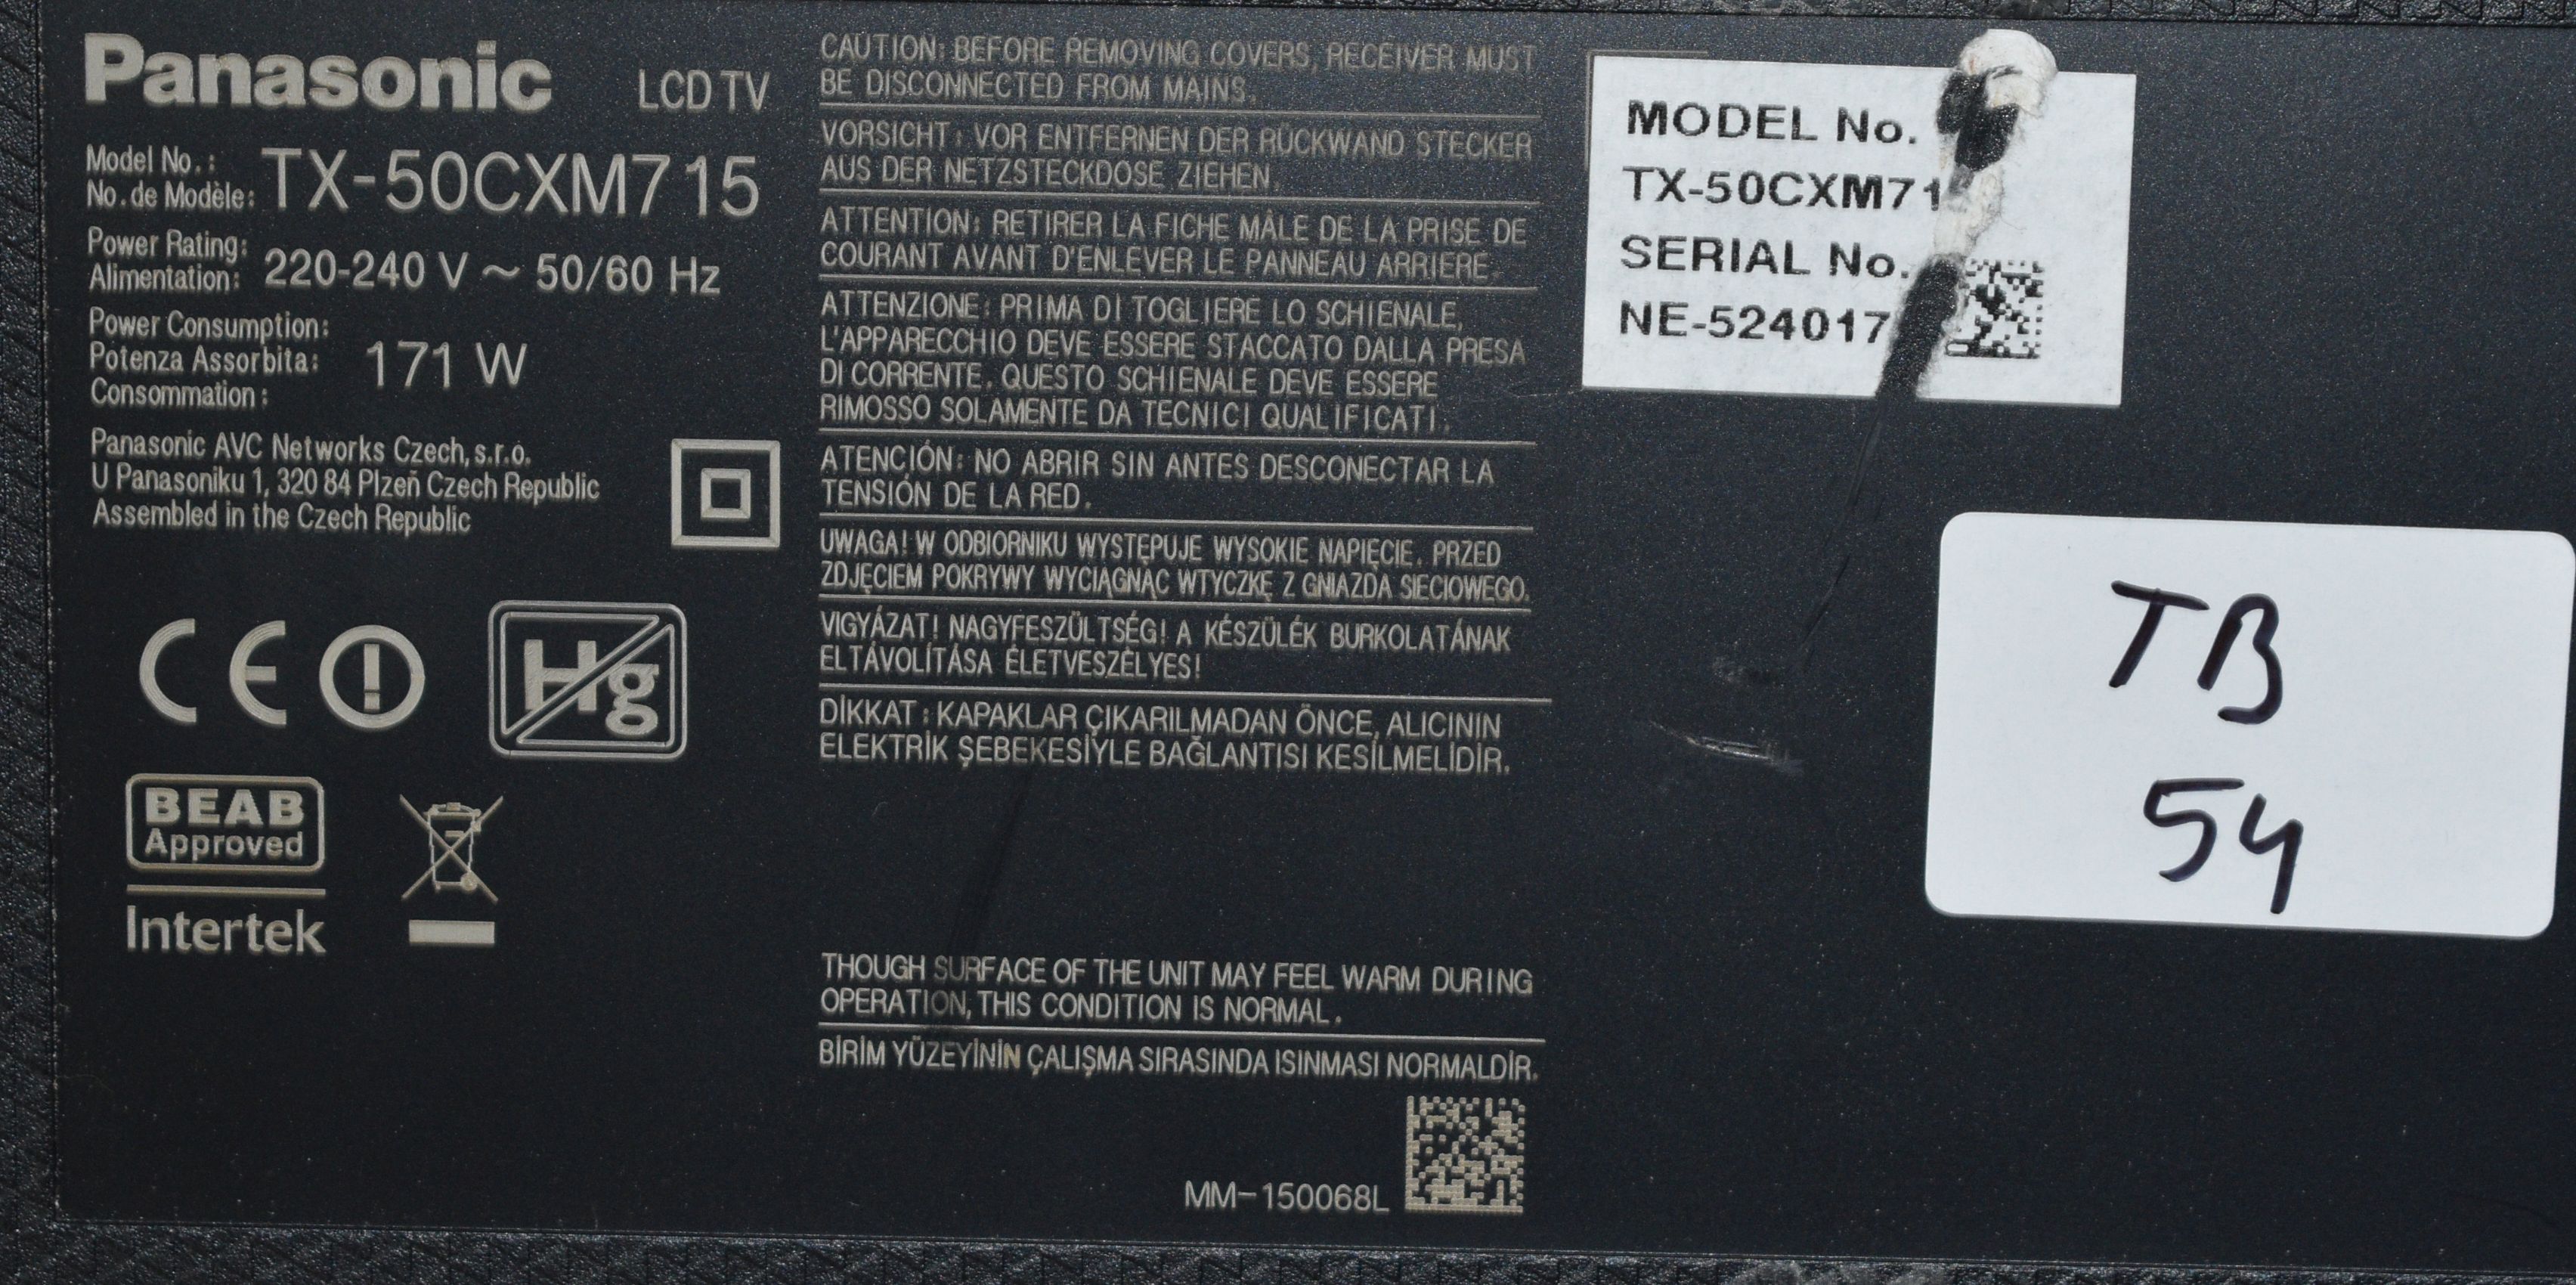 Panasonic LCD TV
Model No. :
No. de Modèle: TX-50CXM715
Power Rating:
Alimentation: 220-240 V ~ 50/60 Hz
Power Consumption:
Potenza Assorbita: 171 W
Consommation :
Panasonic AVC Networks Czech, s.r.o.
U Panasoniku 1, 320 84 Plzeň Czech Republic
Assembled in the Czech Republic
CE
Hg
BEAB
Approved
Intertek
CAUTION: BEFORE REMOVING COVERS, RECEIVER MUST
BE DISCONNECTED FROM MAINS.
VORSICHT: VOR ENTFERNEN DER RÜCKWAND STECKER
AUS DER NETZSTECKDOSE ZIEHEN.
ATTENTION: RETIRER LA FICHE MÂLE DE LA PRISE DE
COURANT AVANT D'ENLEVER LE PANNEAU ARRIERE.
ATTENZIONE: PRIMA DI TOGLIERE LO SCHIENALE,
L'APPARECCHIO DEVE ESSERE STACCATO DALLA PRESA
DI CORRENTE. QUESTO SCHIENALE DEVE ESSERE
RIMOSSO SOLAMENTE DA TECNICI QUALIFICATI.
ATENCIÓN: NO ABRIR SIN ANTES DESCONECTAR LA
TENSIÓN DE LA RED.
UWAGA! W ODBIORNIKU WYSTĘPUJE WYSOKIE NAPIĘCIE. PRZED
ZDJĘCIEM POKRYWY WYCIĄGNĄĆ WTYCZKĘ Z GNIAZDA SIECIOWEGO.
VIGYÁZAT! NAGYFESZÜLTSÉG! A KÉSZÜLÉK BURKOLATÁNAK
ELTÁVOLÍTÁSA ÉLETVESZÉLYES!
DİKKAT: KAPAKLAR ÇIKARILMADAN ÖNCE, ALICININ
ELEKTRİK ŞEBEKESİYLE BAĞLANTISI KESİLMELİDİR.
THOUGH SURFACE OF THE UNIT MAY FEEL WARM DURING
OPERATION, THIS CONDITION IS NORMAL.
BİRİM YÜZEYİNİN ÇALIŞMA SIRASINDA ISINMASI NORMALDİR.
MM-150068L
MODEL No.
TX-50CXM71
SERIAL No.
NE-524017
TB
54